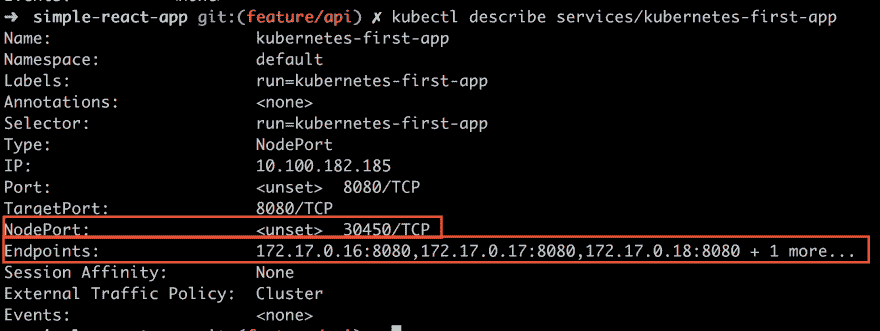 ➜  simple-react-app git:(feature/api) ✗ kubectl describe services/kubernetes-first-app
Name:                     kubernetes-first-app
Namespace:                default
Labels:                   run=kubernetes-first-app
Annotations:              <none>
Selector:                 run=kubernetes-first-app
Type:                     NodePort
IP:                       10.100.182.185
Port:                     <unset>  8080/TCP
TargetPort:               8080/TCP
NodePort:                 <unset>  30450/TCP
Endpoints:                172.17.0.16:8080,172.17.0.17:8080,172.17.0.18:8080 + 1 more...
Session Affinity:         None
External Traffic Policy:  Cluster
Events:                   <none>